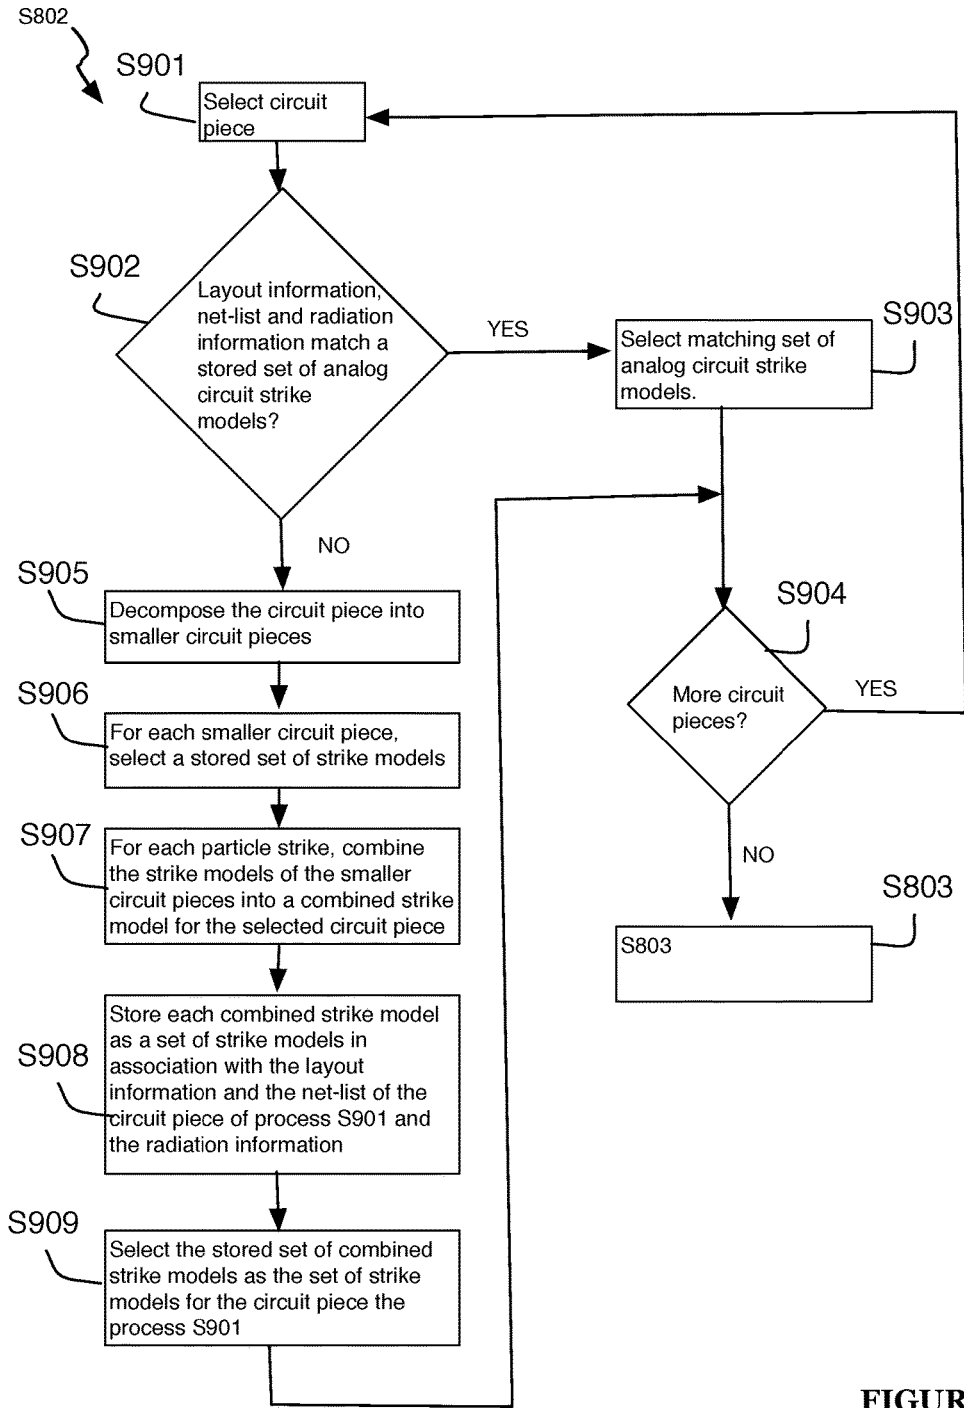 S802
S901
Select circuit
piece
S902
Layout information,
net-list and radiation
information match a
stored set of analog
circuit strike
models?
YES
S903
Select matching set of
analog circuit strike
models.
NO
S905
Decompose the circuit piece into
smaller circuit pieces
S904
More circuit
pieces?
YES
S906
For each smaller circuit piece,
select a stored set of strike models
S907
For each particle strike, combine
the strike models of the smaller
circuit pieces into a combined strike
model for the selected circuit piece
NO
S803
S803
S908
Store each combined strike model
as a set of strike models in
association with the layout
information and the net-list of the
circuit piece of process S901 and
the radiation information
S909
Select the stored set of combined
strike models as the set of strike
models for the circuit piece the
process S901
FIGUR